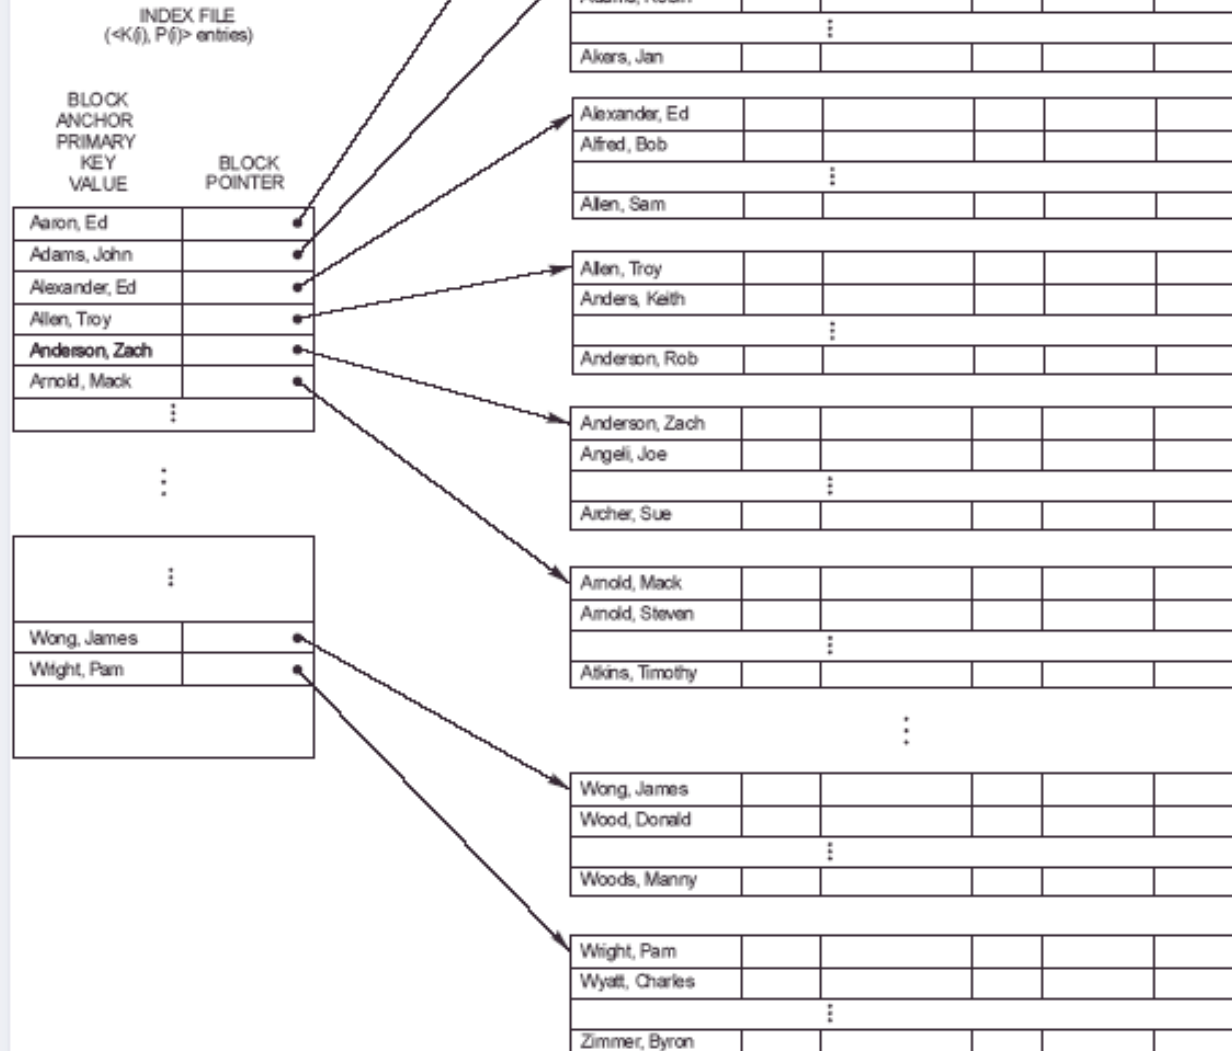 INDEX FILE
(<K(i), P(i)> entries)
BLOCK
ANCHOR
PRIMARY
KEY
VALUE
BLOCK
POINTER
Aaron, Ed
Adams, John
Alexander, Ed
Allen, Troy
Anderson, Zach
Arnold, Mack
Wong, James
Wright, Pam
Adams, Robin
Akers, Jan
Alexander, Ed
Alfred, Bob
Allen, Sam
Allen, Troy
Anders, Keith
Anderson, Rob
Anderson, Zach
Angeli, Joe
Archer, Sue
Arnold, Mack
Arnold, Steven
Atkins, Timothy
Wong, James
Wood, Donald
Woods, Manny
Wright, Pam
Wyatt, Charles
Zimmer, Byron